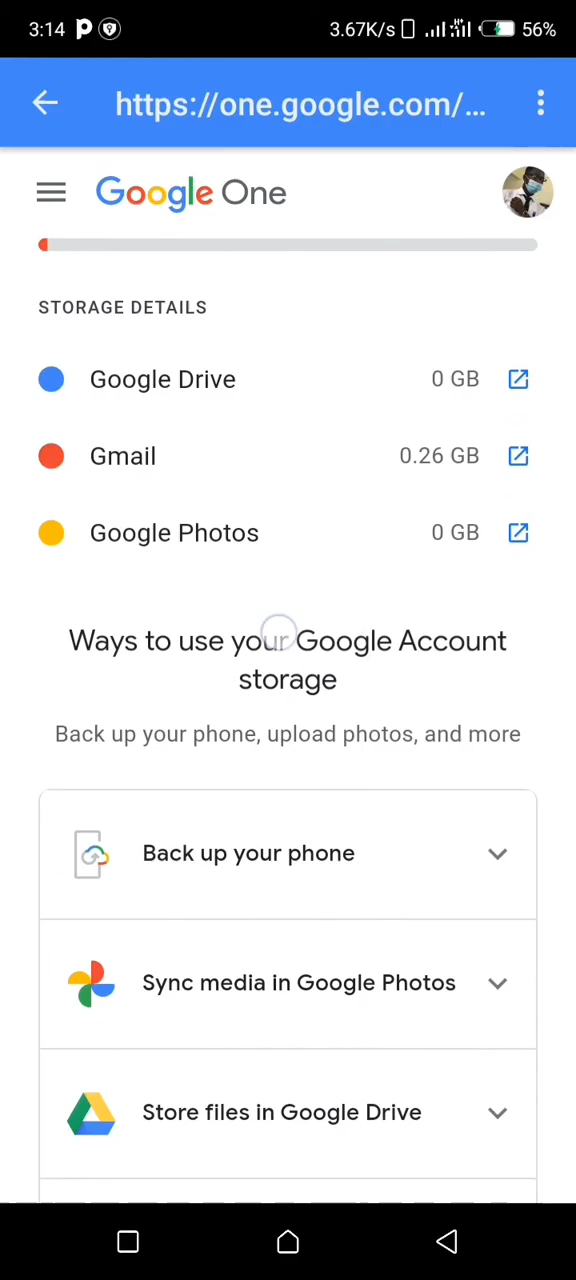 3:14 3.67K/s 56%
https://one.google.com/...
Google One
STORAGE DETAILS
Google Drive 0 GB
Gmail 0.26 GB
Google Photos 0 GB
Ways to use your Google Account
storage
Back up your phone, upload photos, and more
Back up your phone
Sync media in Google Photos
Store files in Google Drive